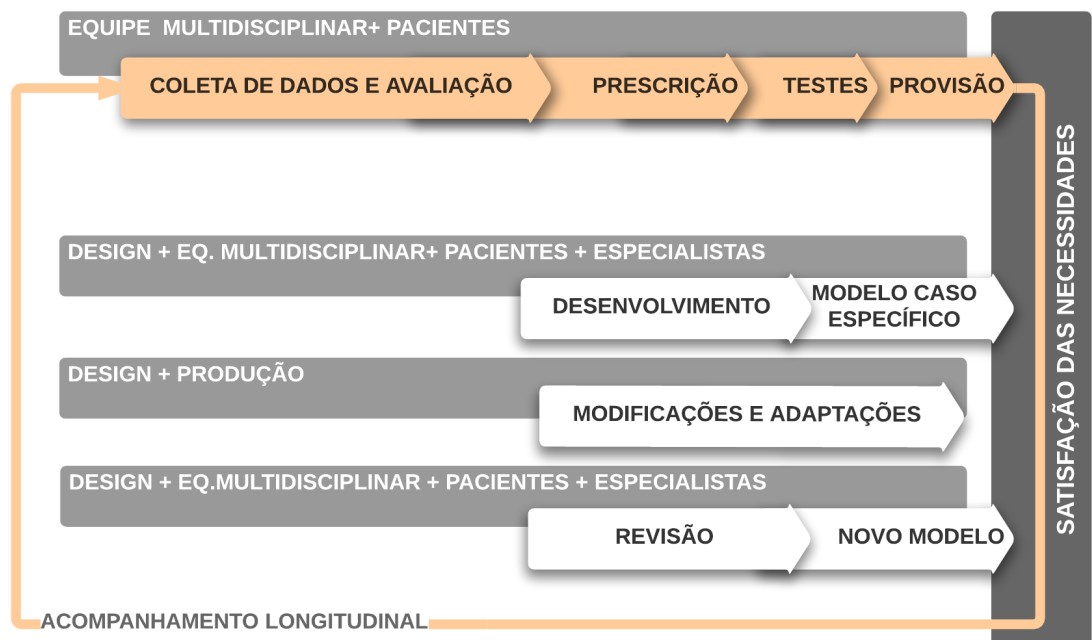 EQUIPE MULTIDISCIPLINAR+ PACIENTES
COLETA DE DADOS E AVALIAÇÃO
PRESCRIÇÃO
TESTES
PROVISÃO
DESIGN + EQ. MULTIDISCIPLINAR+ PACIENTES + ESPECIALISTAS
DESENVOLVIMENTO
MODELO CASO
ESPECÍFICO
DESIGN + PRODUÇÃO
MODIFICAÇÕES E ADAPTAÇÕES
DESIGN + EQ.MULTIDISCIPLINAR + PACIENTES + ESPECIALISTAS
REVISÃO
NOVO MODELO
ACOMPANHAMENTO LONGITUDINAL
SATISFAÇÃO DAS NECESSIDADES